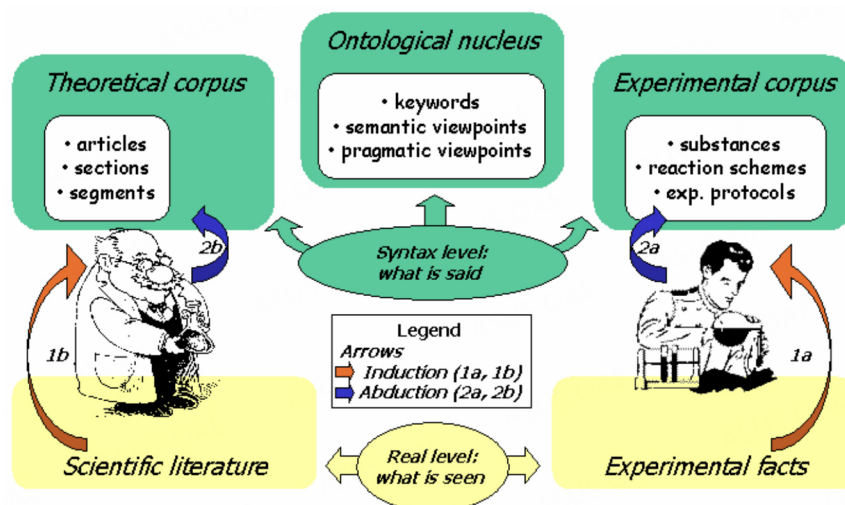 Ontological nucleus
• keywords
• semantic viewpoints
• pragmatic viewpoints
Theoretical corpus
• articles
• sections
• segments
Experimental corpus
• substances
• reaction schemes
• exp. protocols
2b
Syntax level:
what is said
2a
1b
Legend
Arrows
Induction (1a, 1b)
Abduction (2a, 2b)
1a
Scientific literature
Real level:
what is seen
Experimental facts